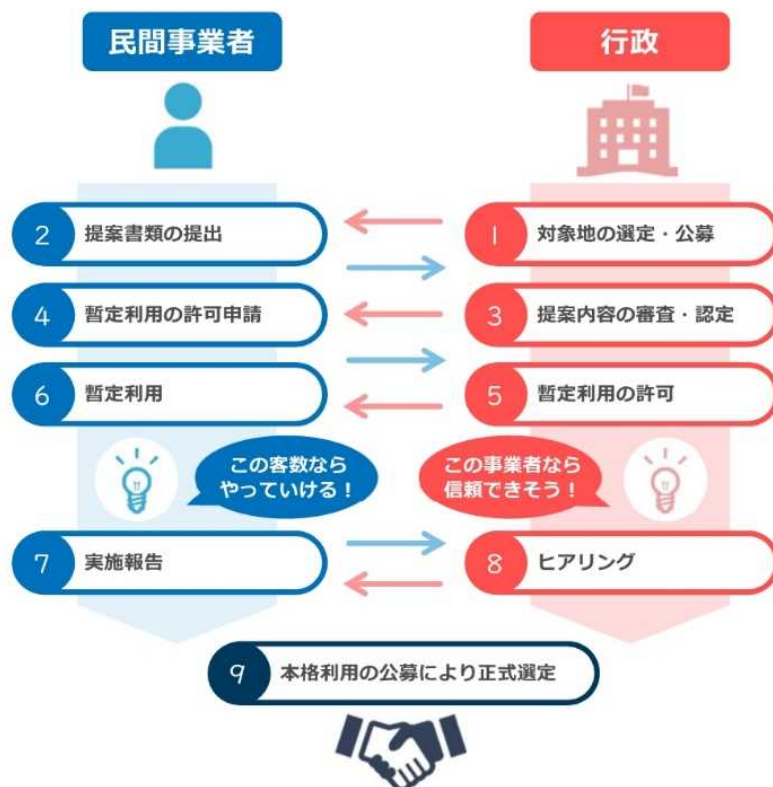 民間事業者
行政
1 対象地の選定・公募
2 提案書類の提出
3 提案内容の審査・認定
4 暫定利用の許可申請
5 暫定利用の許可
6 暫定利用
この客数なら
やっていける！
この事業者なら
信頼できそう！
7 実施報告
8 ヒアリング
9 本格利用の公募により正式選定